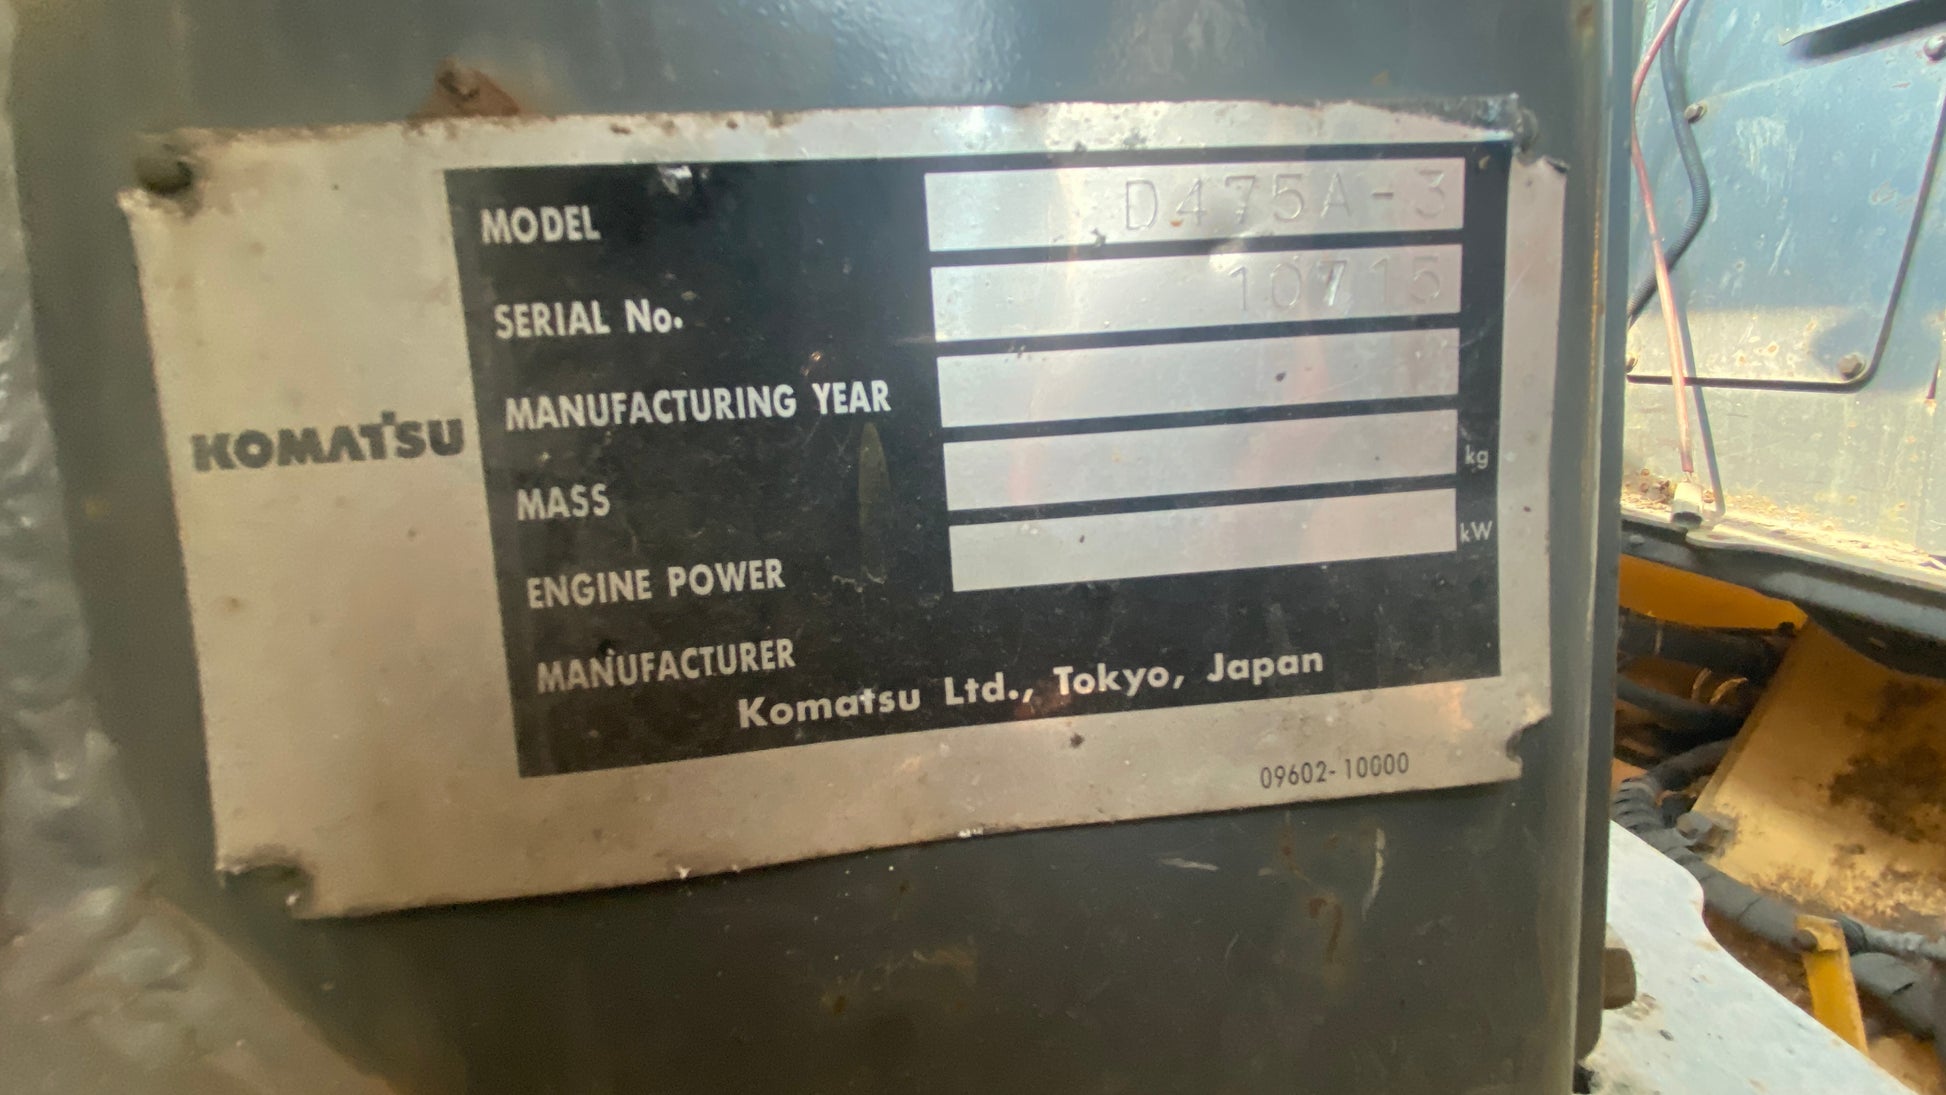 KOMATSU
MODEL D475A-3
SERIAL No. 10715
MANUFACTURING YEAR
MASS kg
ENGINE POWER kW
MANUFACTURER
Komatsu Ltd., Tokyo, Japan
09602-10000